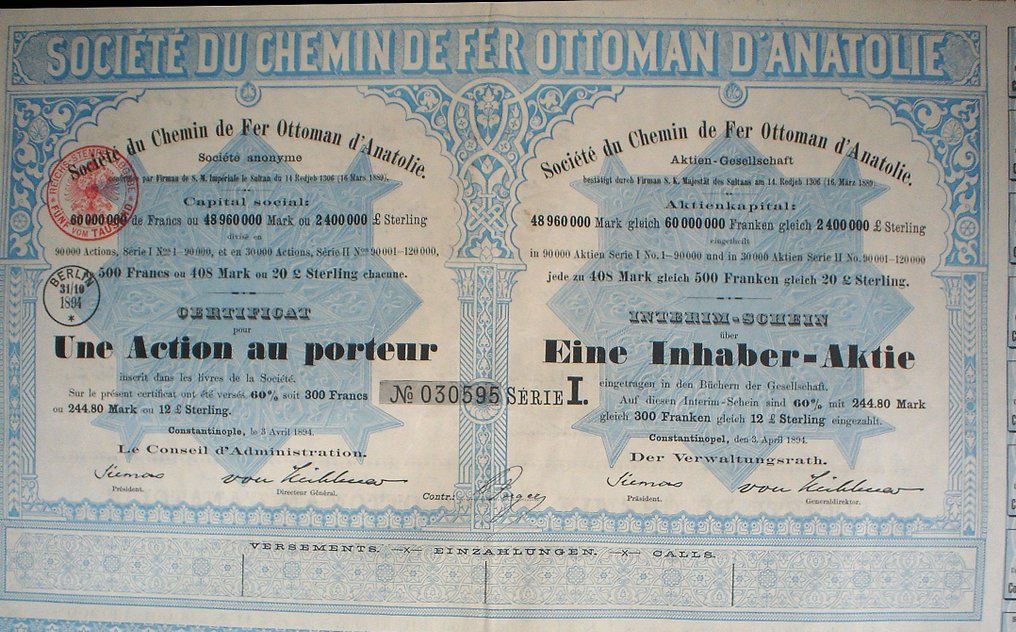 SOCIÉTÉ DU CHEMIN DE FER OTTOMAN D'ANATOLIE
Société du Chemin de Fer Ottoman d'Anatolie.
Société anonyme
par Firman de S. M. Impériale le Sultan du 14 Redjeb 1306 (16 Mars 1889).
Capital social:
60 000 000 de Francs ou 48 960 000 Mark ou 2 400 000 £ Sterling
divisé en
90 000 Actions, Série I Nos 1–90 000, et en 30 000 Actions, Série II Nos 90 001–120 000,
de 500 Francs ou 408 Mark ou 20 £ Sterling chacune.
CERTIFICAT
pour
Une Action au porteur
inscrit dans les livres de la Société.
Sur le présent certificat ont été versés 60% soit 300 Francs
ou 244.80 Mark ou 12 £ Sterling.
Constantinople, le 3 Avril 1894.
Le Conseil d'Administration.
Siemens
von Kühlmann
Président.
Directeur Général.
REICHS-STEMPELABGABE
FÜNF VOM TAUSEND
BERLIN
31/10
1894
*
No 030595 SÉRIE I.
Contr.
Société du Chemin de Fer Ottoman d'Anatolie.
Aktien-Gesellschaft
bestätigt durch Firman S. K. Majestät des Sultans am 14. Redjeb 1306 (16. März 1889).
Aktienkapital:
48 960 000 Mark gleich 60 000 000 Franken gleich 2 400 000 £ Sterling
eingetheilt
in 90 000 Aktien Serie I No. 1–90 000 und in 30 000 Aktien Serie II No. 90 001–120 000
jede zu 408 Mark gleich 500 Franken gleich 20 £ Sterling.
INTERIM-SCHEIN
über
Eine Inhaber-Aktie
eingetragen in den Büchern der Gesellschaft.
Auf diesen Interim-Schein sind 60% mit 244.80 Mark
gleich 300 Franken gleich 12 £ Sterling eingezahlt.
Constantinopel, den 3. April 1894.
Der Verwaltungsrath.
Siemens
von Kühlmann
Präsident.
Generaldirektor.
VERSEMENTS. —x— EINZAHLUNGEN. —x— CALLS.